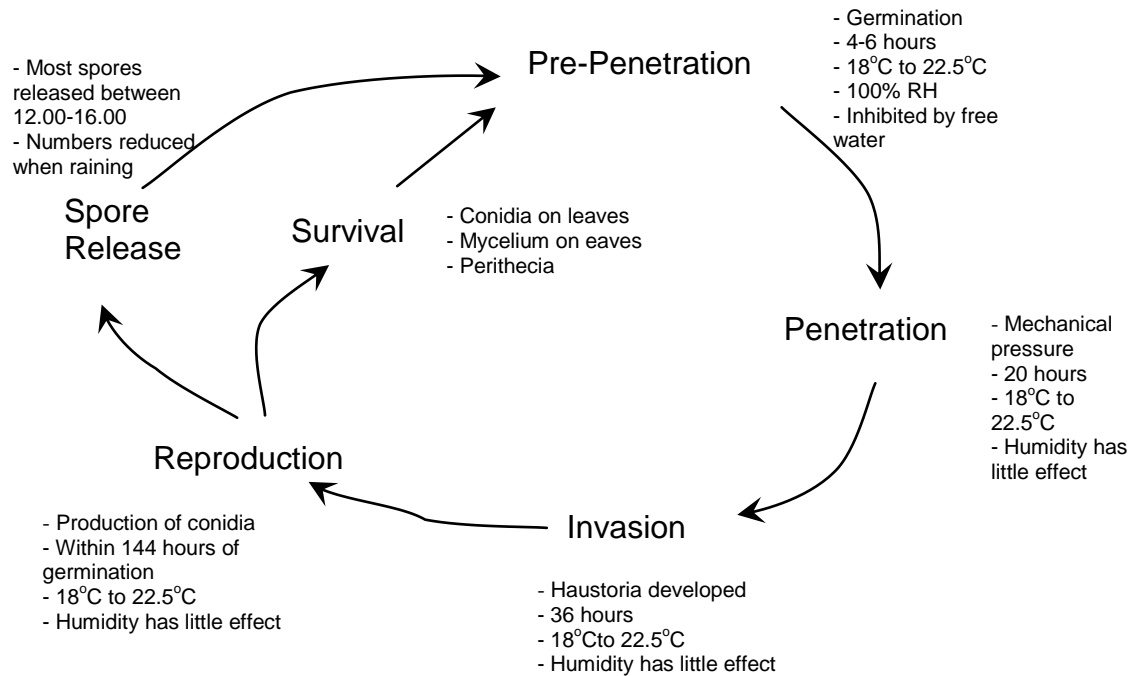 Pre-Penetration
- Germination
- 4-6 hours
- 18°C to 22.5°C
- 100% RH
- Inhibited by free
water
Penetration
- Mechanical
pressure
- 20 hours
- 18°C to
22.5°C
- Humidity has
little effect
Invasion
- Haustoria developed
- 36 hours
- 18°Cto 22.5°C
- Humidity has little effect
Reproduction
- Production of conidia
- Within 144 hours of
germination
- 18°C to 22.5°C
- Humidity has little effect
Spore
Release
- Most spores
released between
12.00-16.00
- Numbers reduced
when raining
Survival
- Conidia on leaves
- Mycelium on eaves
- Perithecia